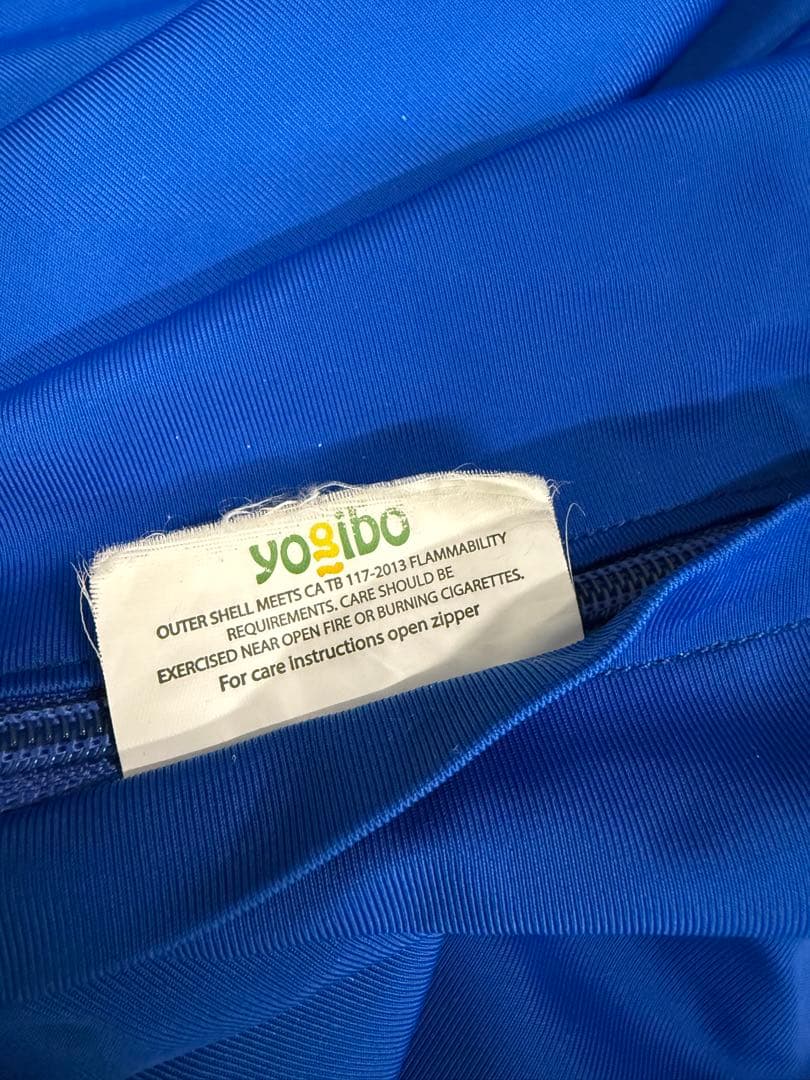 yogibo
OUTER SHELL MEETS CA TB 117-2013 FLAMMABILITY
REQUIREMENTS. CARE SHOULD BE
EXERCISED NEAR OPEN FIRE OR BURNING CIGARETTES.
For care instructions open zipper